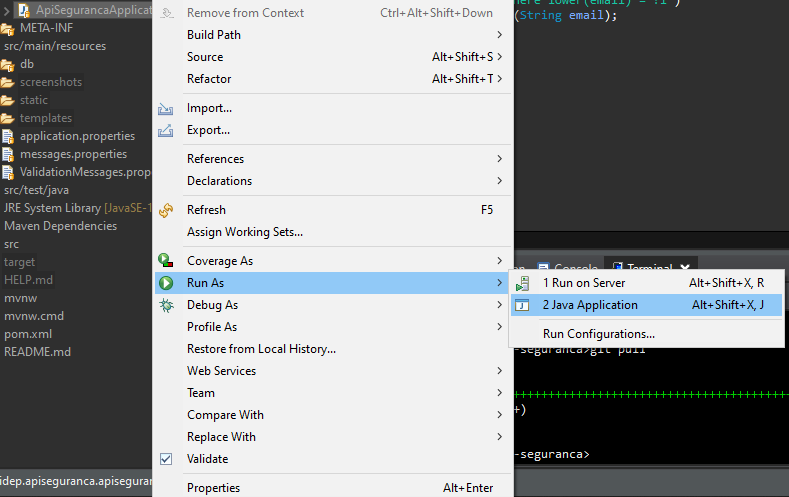 ApiSegurancaApplicat
META-INF
src/main/resources
db
screenshots
static
templates
application.properties
messages.properties
ValidationMessages.prop
src/test/java
JRE System Library [JavaSE-1
Maven Dependencies
src
target
HELP.md
mvnw
mvnw.cmd
pom.xml
README.md
idep.apiseguranca.apiseguran
Remove from Context Ctrl+Alt+Shift+Down
Build Path
Source Alt+Shift+S
Refactor Alt+Shift+T
Import...
Export...
References
Declarations
Refresh F5
Assign Working Sets...
Coverage As
Run As
Debug As
Profile As
Restore from Local History...
Web Services
Team
Compare With
Replace With
Validate
Properties Alt+Enter
here lower(email) = ?1")
(String email);
Console Terminal
1 Run on Server Alt+Shift+X, R
2 Java Application Alt+Shift+X, J
Run Configurations...
-seguranca>git pull
++++++++++++++++++++++++++++++++++++++
+)
-seguranca>